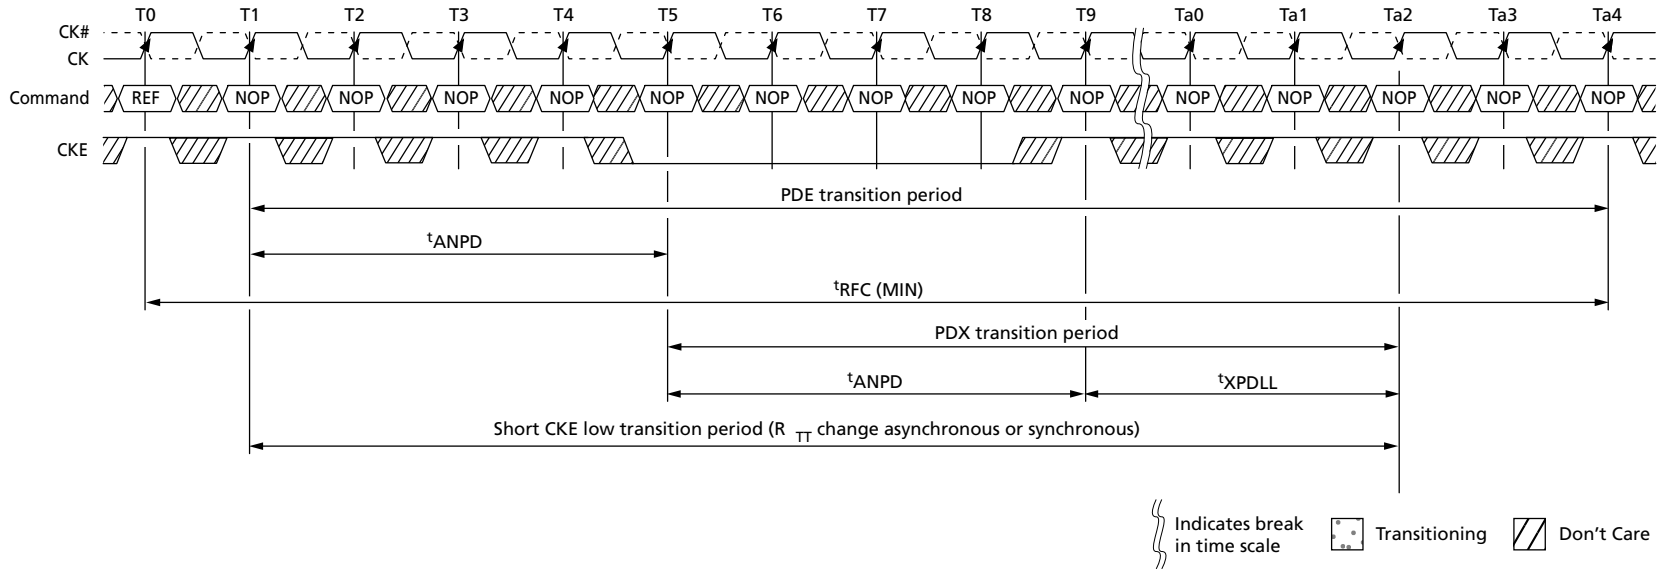 T0 T1 T2 T3 T4 T5 T6 T7 T8 T9 Ta0 Ta1 Ta2 Ta3 Ta4
CK#
CK
Command REF NOP NOP NOP NOP NOP NOP NOP NOP NOP NOP NOP NOP NOP NOP
CKE
PDE transition period
tANPD
tRFC (MIN)
PDX transition period
tANPD tXPDLL
Short CKE low transition period (R TT change asynchronous or synchronous)
Indicates break
in time scale
Transitioning
Don't Care